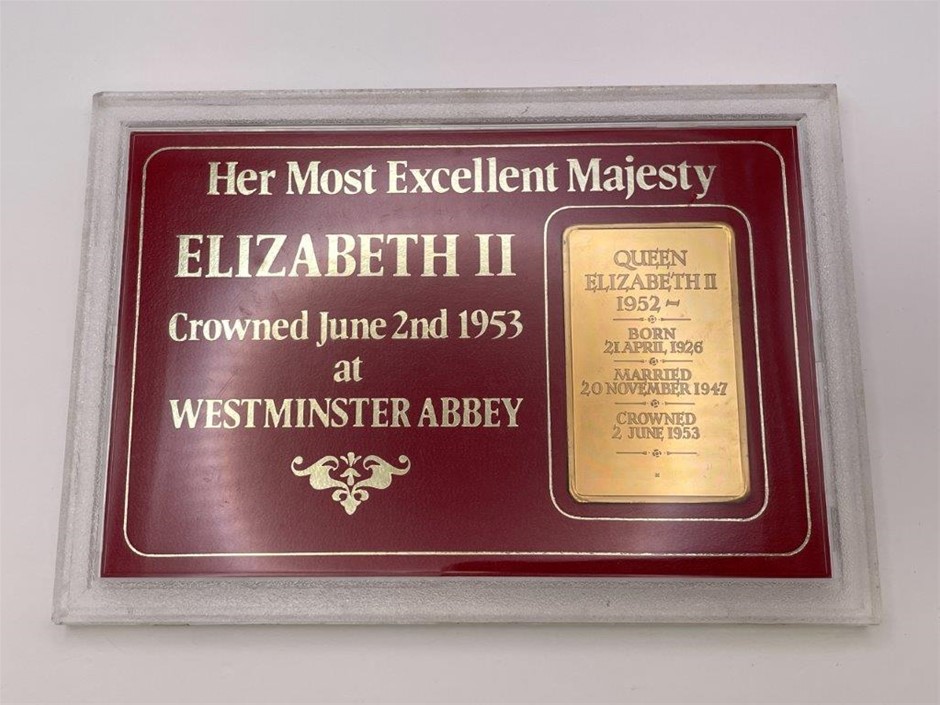 Her Most Excellent Majesty
ELIZABETH II
Crowned June 2nd 1953
at
WESTMINSTER ABBEY
QUEEN
ELIZABETH II
1952
BORN
21 APRIL, 1926
MARRIED
20 NOVEMBER 1947
CROWNED
2 JUNE 1953